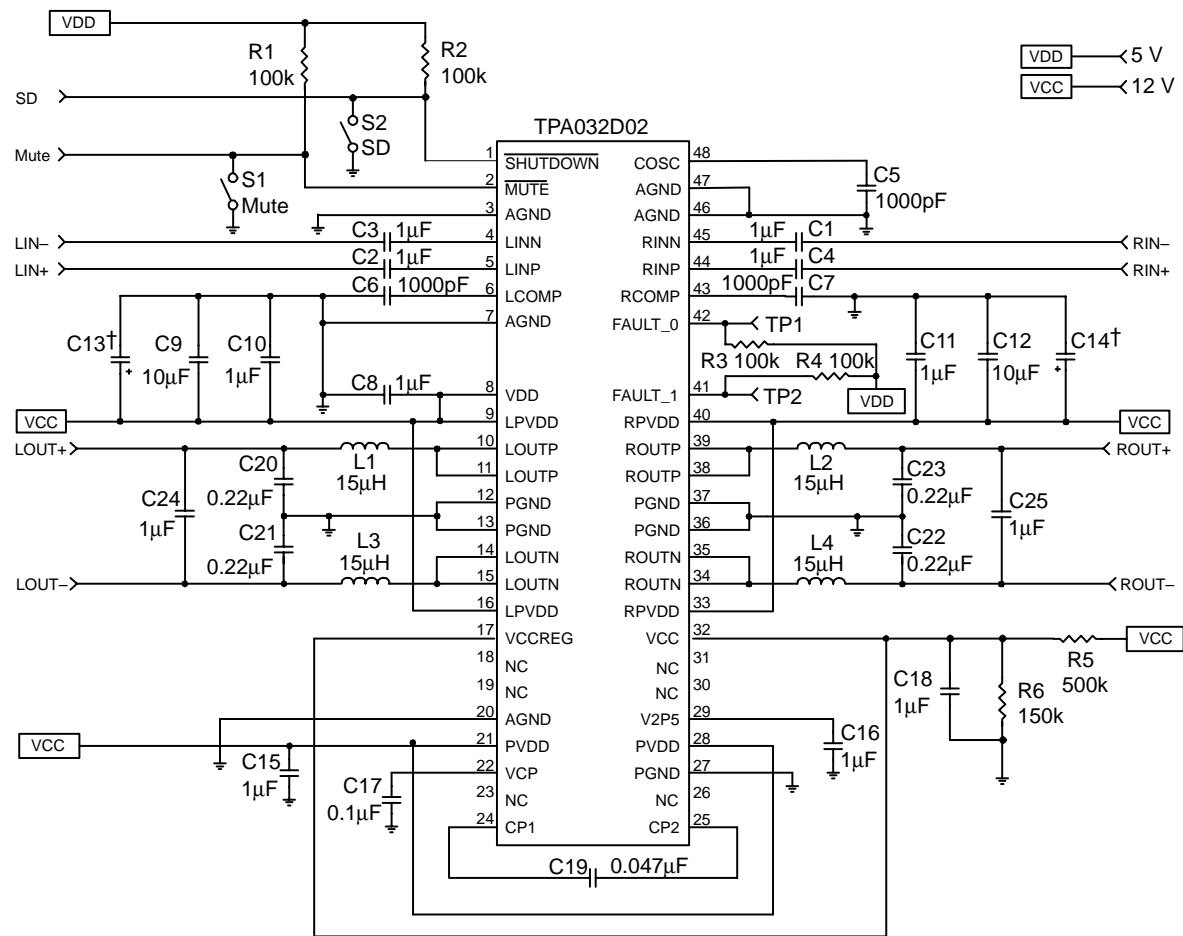 VDD
R1
100k
R2
100k
VDD
5 V
VCC
12 V
SD
S2
SD
Mute
S1
Mute
TPA032D02
1 SHUTDOWN
2 MUTE
3 AGND
4 LINN
5 LINP
6 LCOMP
7 AGND
8 VDD
9 LPVDD
10 LOUTP
11 LOUTP
12 PGND
13 PGND
14 LOUTN
15 LOUTN
16 LPVDD
17 VCCREG
18 NC
19 NC
20 AGND
21 PVDD
22 VCP
23 NC
24 CP1
COSC 48
AGND 47
AGND 46
RINN 45
RINP 44
RCOMP 43
FAULT_0 42
FAULT_1 41
RPVDD 40
ROUTP 39
ROUTP 38
PGND 37
PGND 36
ROUTN 35
ROUTN 34
RPVDD 33
VCC 32
NC 31
NC 30
V2P5 29
PVDD 28
PGND 27
NC 26
CP2 25
C5
1000pF
LIN–
C3 1µF
LIN+
C2 1µF
C6 1000pF
1µF C1
RIN–
1µF C4
RIN+
1000pF C7
C13†
+
C9
10µF
C10
1µF
C8 1µF
TP1
R3 100k
R4 100k
TP2
VDD
C11
1µF
C12
10µF
C14†
+
VCC
VCC
LOUT+
L1
15µH
C20
0.22µF
C24
1µF
C21
0.22µF
L3
15µH
LOUT–
L2
15µH
C23
0.22µF
C25
1µF
C22
0.22µF
L4
15µH
ROUT+
ROUT–
VCC
R5
500k
C18
1µF
R6
150k
C16
1µF
VCC
C15
1µF
C17
0.1µF
C19 0.047µF